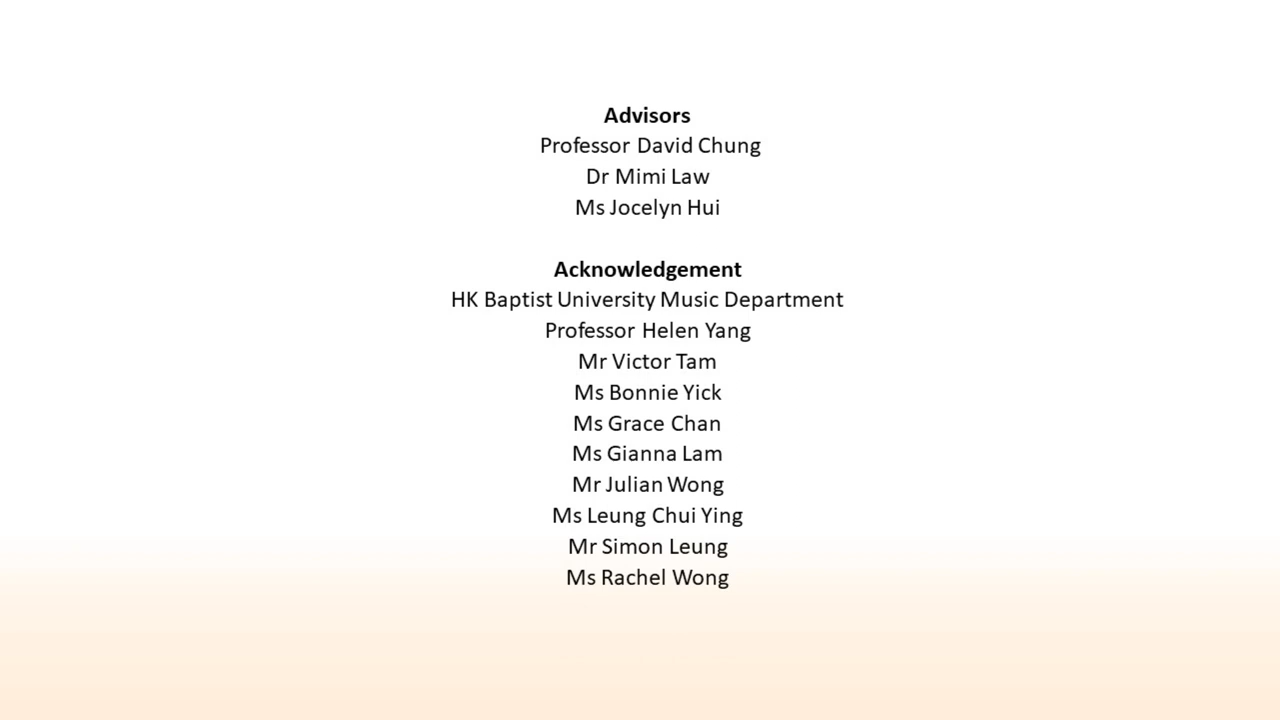 Advisors
Professor David Chung
Dr Mimi Law
Ms Jocelyn Hui
Acknowledgement
HK Baptist University Music Department
Professor Helen Yang
Mr Victor Tam
Ms Bonnie Yick
Ms Grace Chan
Ms Gianna Lam
Mr Julian Wong
Ms Leung Chui Ying
Mr Simon Leung
Ms Rachel Wong